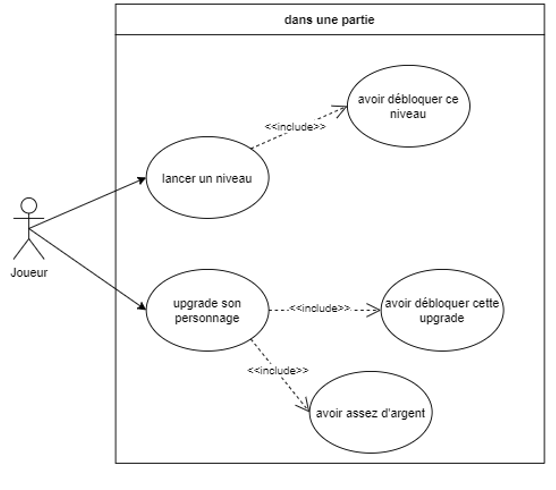 dans une partie
avoir débloquer ce
niveau
<<include>>
lancer un niveau
Joueur
upgrade son
personnage
<<include>>
avoir débloquer cette
upgrade
<<include>>
avoir assez d'argent